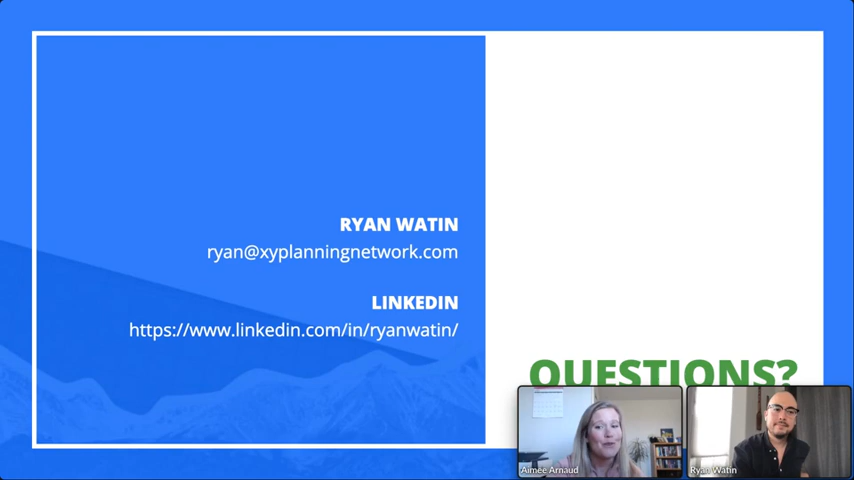 RYAN WATIN
ryan@xyplanningnetwork.com
LINKEDIN
https://www.linkedin.com/in/ryanwatin/
QUESTIONS?
Aimée Arnaud
Ryan Watin